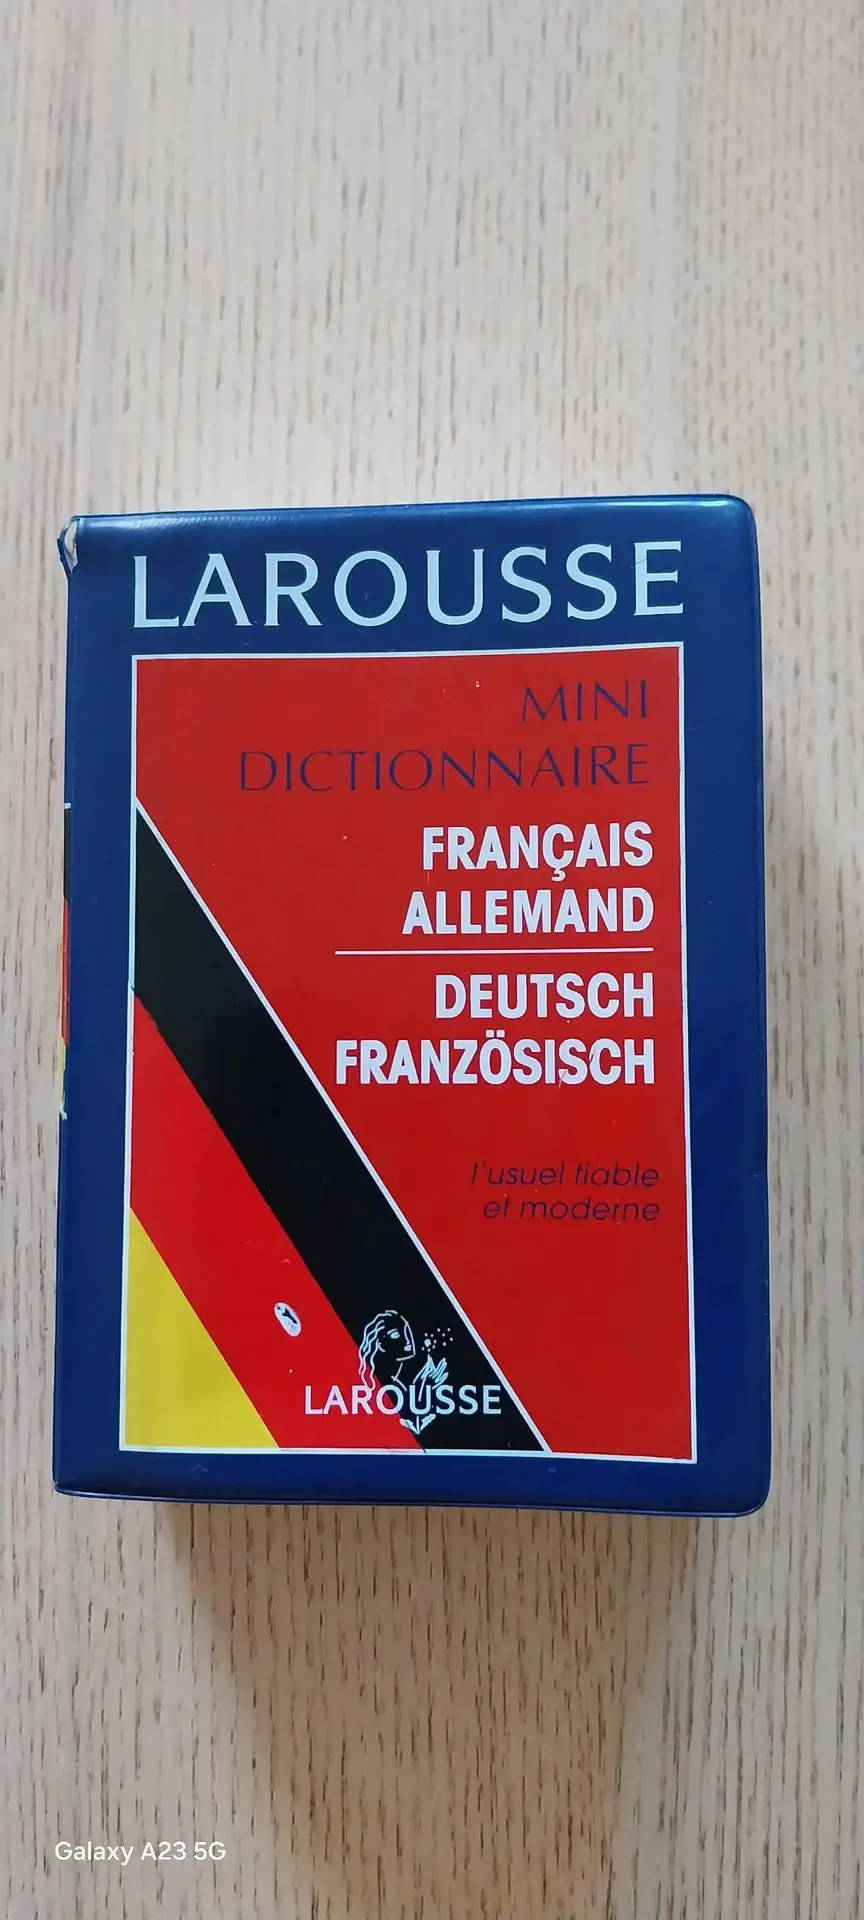 LAROUSSE
MINI
DICTIONNAIRE
FRANÇAIS
ALLEMAND
DEUTSCH
FRANZÖSISCH
l'usuel fiable
et moderne
LAROUSSE
Galaxy A23 5G